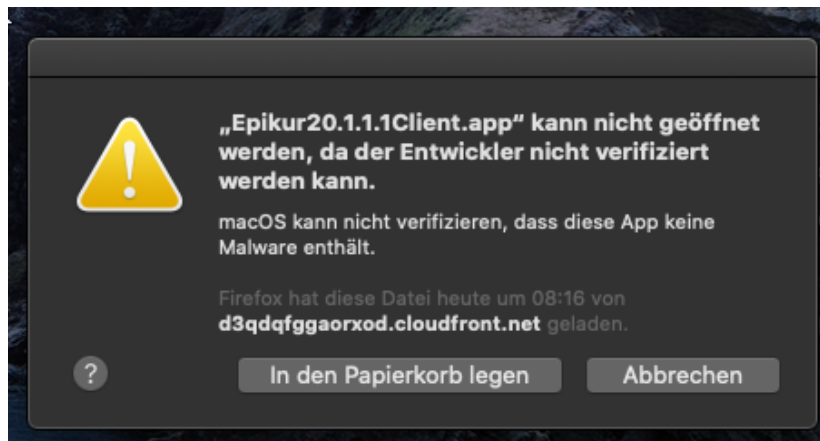 „Epikur20.1.1.1Client.app“ kann nicht geöffnet
werden, da der Entwickler nicht verifiziert
werden kann.
macOS kann nicht verifizieren, dass diese App keine
Malware enthält.
Firefox hat diese Datei heute um 08:16 von
d3qdqfggaorxod.cloudfront.net geladen.
?
In den Papierkorb legen
Abbrechen